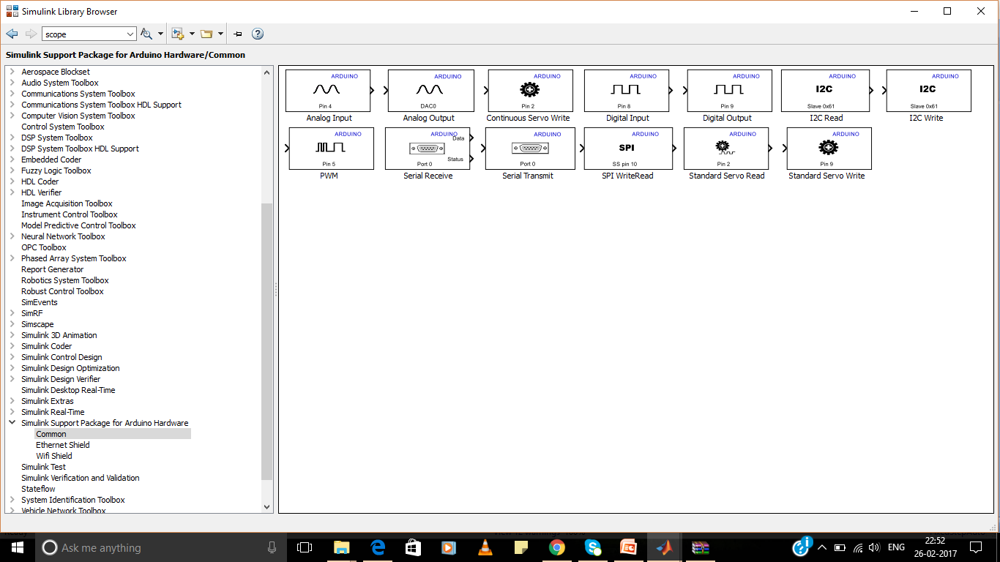 Simulink Library Browser
scope
Simulink Support Package for Arduino Hardware/Common
Aerospace Blockset
Audio System Toolbox
Communications System Toolbox
Communications System Toolbox HDL Support
Computer Vision System Toolbox
Control System Toolbox
DSP System Toolbox
DSP System Toolbox HDL Support
Embedded Coder
Fuzzy Logic Toolbox
HDL Coder
HDL Verifier
Image Acquisition Toolbox
Instrument Control Toolbox
Model Predictive Control Toolbox
Neural Network Toolbox
OPC Toolbox
Phased Array System Toolbox
Report Generator
Robotics System Toolbox
Robust Control Toolbox
SimEvents
SimRF
Simscape
Simulink 3D Animation
Simulink Coder
Simulink Control Design
Simulink Design Optimization
Simulink Design Verifier
Simulink Desktop Real-Time
Simulink Extras
Simulink Real-Time
Simulink Support Package for Arduino Hardware
Common
Ethernet Shield
Wifi Shield
Simulink Test
Simulink Verification and Validation
Stateflow
System Identification Toolbox
Vehicle Network Toolbox
ARDUINO ARDUINO ARDUINO ARDUINO ARDUINO ARDUINO ARDUINO
I2C I2C
Pin 4 DAC0 Pin 2 Pin 8 Pin 9 Slave 0x61 Slave 0x61
Analog Input Analog Output Continuous Servo Write Digital Input Digital Output I2C Read I2C Write
ARDUINO ARDUINO ARDUINO ARDUINO ARDUINO ARDUINO
Data
SPI
Status
Pin 5 Port 0 Port 0 SS pin 10 Pin 2 Pin 9
PWM Serial Receive Serial Transmit SPI WriteRead Standard Servo Read Standard Servo Write
Ready View 12 warnings 100%
Ask me anything
ENG
22:52
26-02-2017